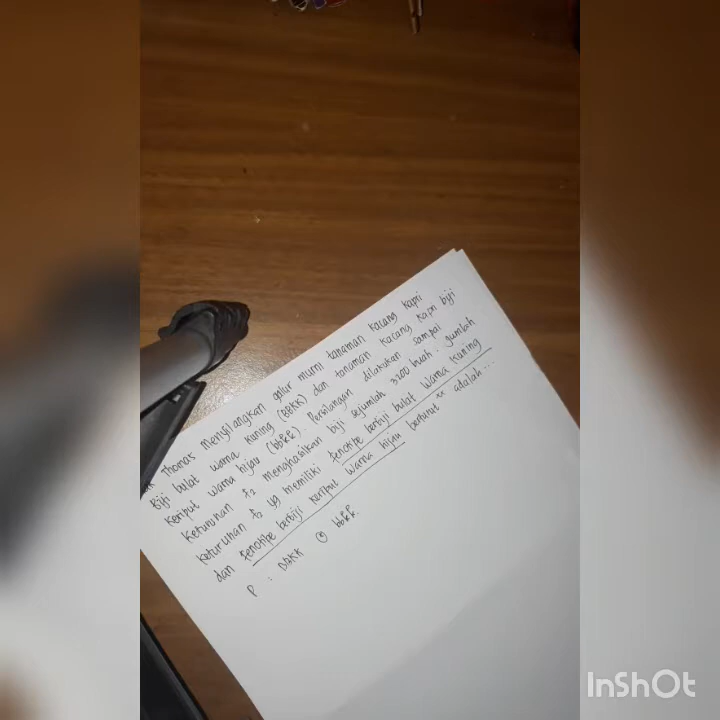 Thomas menyilangkan galur murni tanaman kacang kapri
Biji bulat warna kuning (BBKK) dan tanaman kacang kapri biji
keriput warna hijau (bbkk). Persilangan dilakukan sampai
keturunan F2 menghasilkan biji sejumlah 3200 buah. Jumlah
keturunan F2 yg memiliki fenotipe berbiji bulat warna kuning
dan fenotipe berbiji keriput warna hijau berturut" adalah...
P : BBKK bbkk.
InShOt